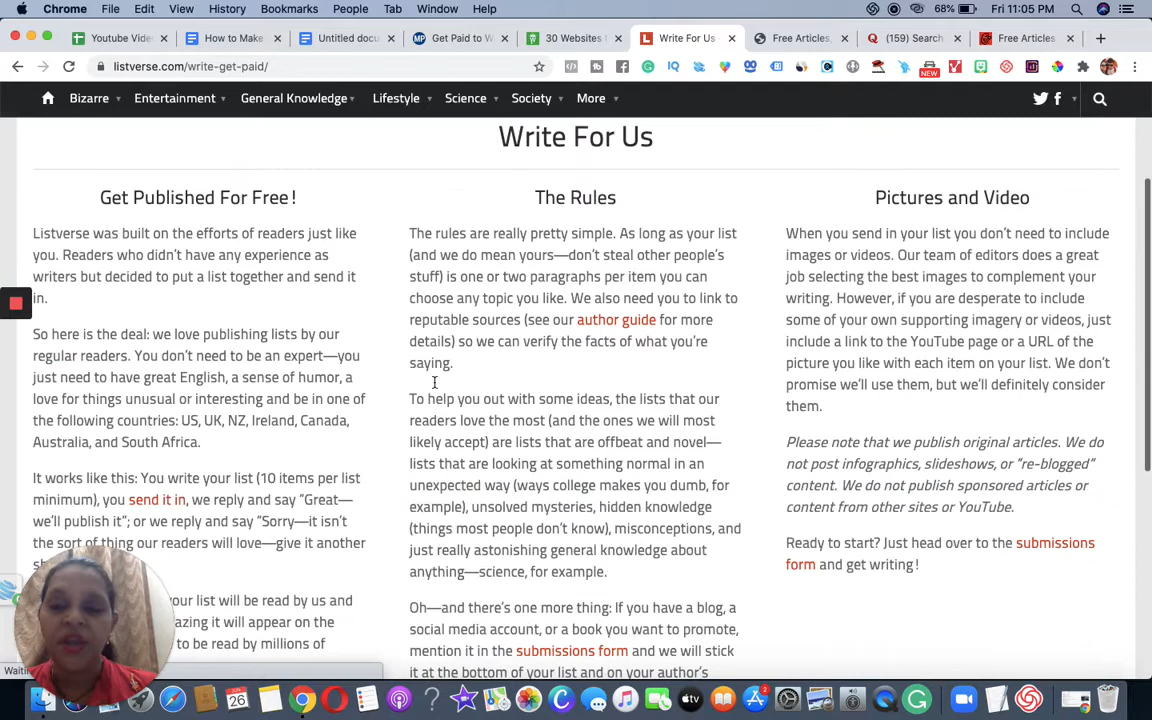 Chrome File Edit View History Bookmarks People Tab Window Help
68% Fri 11:05 PM
Youtube Vide
How to Make
Untitled docu
Get Paid to W
30 Websites
Write For Us
Free Articles,
(159) Search
Free Articles
listverse.com/write-get-paid/
NEW
Bizarre Entertainment General Knowledge Lifestyle Science Society More
Write For Us
Get Published For Free!
Listverse was built on the efforts of readers just like
you. Readers who didn't have any experience as
writers but decided to put a list together and send it
in.
So here is the deal: we love publishing lists by our
regular readers. You don't need to be an expert—you
just need to have great English, a sense of humor, a
love for things unusual or interesting and be in one of
the following countries: US, UK, NZ, Ireland, Canada,
Australia, and South Africa.
It works like this: You write your list (10 items per list
minimum), you send it in, we reply and say "Great—
we'll publish it"; or we reply and say "Sorry—it isn't
the sort of thing our readers will love—give it another
your list will be read by us and
azing it will appear on the
to be read by millions of
The Rules
The rules are really pretty simple. As long as your list
(and we do mean yours—don't steal other people's
stuff) is one or two paragraphs per item you can
choose any topic you like. We also need you to link to
reputable sources (see our author guide for more
details) so we can verify the facts of what you're
saying.
To help you out with some ideas, the lists that our
readers love the most (and the ones we will most
likely accept) are lists that are offbeat and novel—
lists that are looking at something normal in an
unexpected way (ways college makes you dumb, for
example), unsolved mysteries, hidden knowledge
(things most people don't know), misconceptions, and
just really astonishing general knowledge about
anything—science, for example.
Oh—and there's one more thing: If you have a blog, a
social media account, or a book you want to promote,
mention it in the submissions form and we will stick
it at the bottom of your list and on your author's
Pictures and Video
When you send in your list you don't need to include
images or videos. Our team of editors does a great
job selecting the best images to complement your
writing. However, if you are desperate to include
some of your own supporting imagery or videos, just
include a link to the YouTube page or a URL of the
picture you like with each item on your list. We don't
promise we'll use them, but we'll definitely consider
them.
Please note that we publish original articles. We do
not post infographics, slideshows, or "re-blogged"
content. We do not publish sponsored articles or
content from other sites or YouTube.
Ready to start? Just head over to the submissions
form and get writing!
Waitin